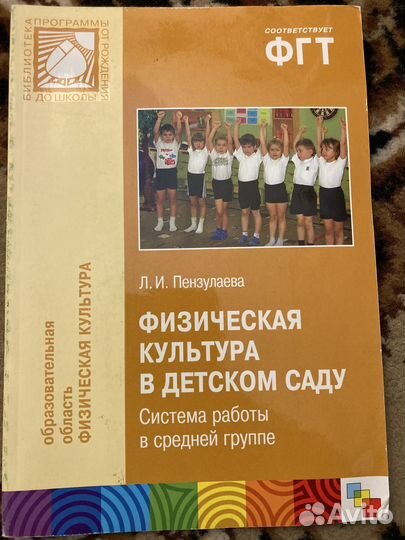 БИБЛИОТЕКА
ПРОГРАММЫ
ОТ РОЖДЕНИЯ
ДО ШКОЛЫ
СООТВЕТСТВУЕТ
ФГТ
Л. И. Пензулаева
ФИЗИЧЕСКАЯ
КУЛЬТУРА
В ДЕТСКОМ САДУ
Система работы
в средней группе
образовательная
область
ФИЗИЧЕСКАЯ КУЛЬТУРА
Avito